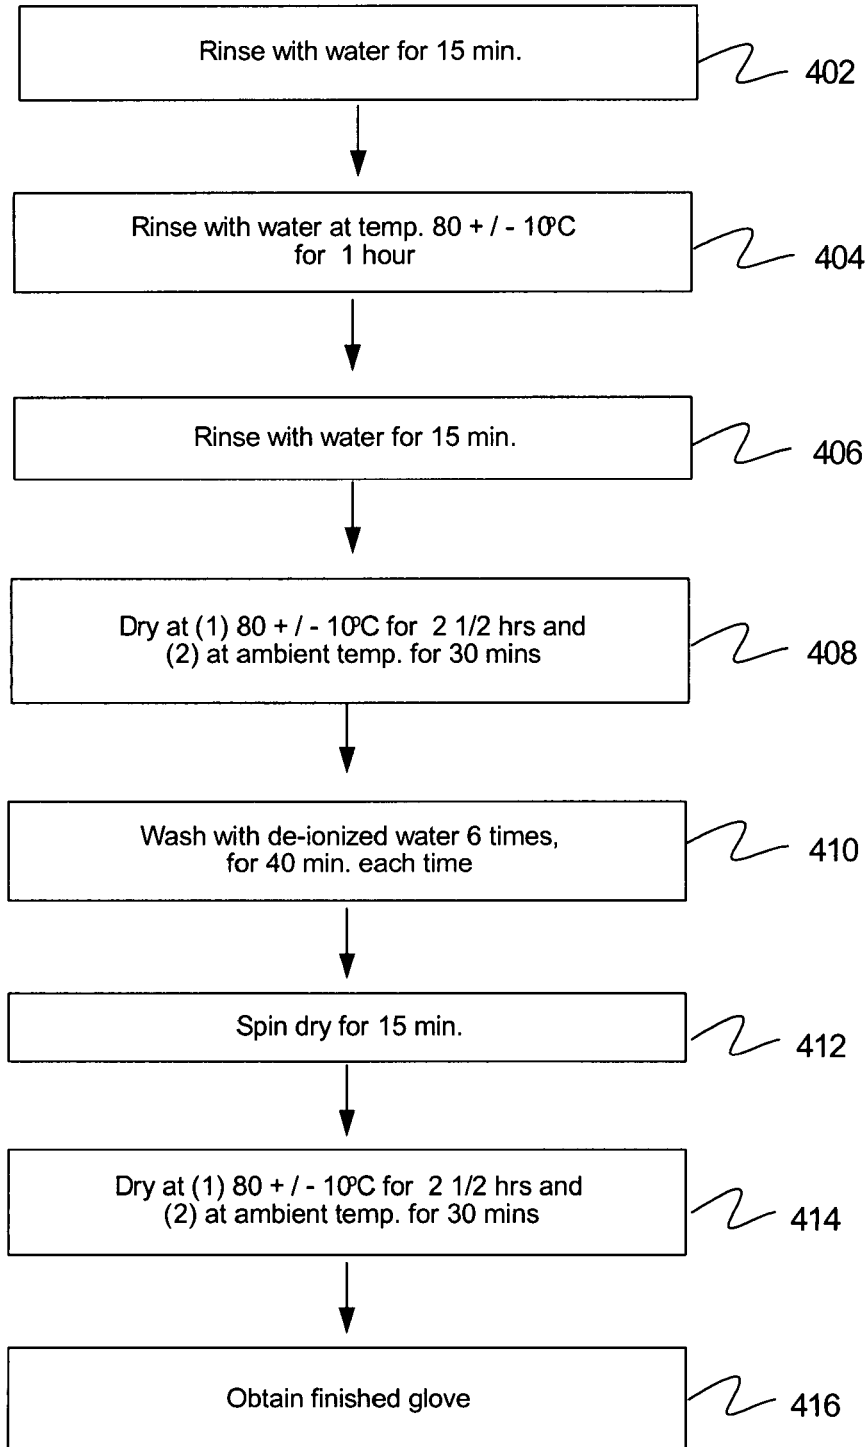 Rinse with water for 15 min.
402
Rinse with water at temp. 80 + / - 10°C
for 1 hour
404
Rinse with water for 15 min.
406
Dry at (1) 80 + / - 10°C for 2 1/2 hrs and
(2) at ambient temp. for 30 mins
408
Wash with de-ionized water 6 times,
for 40 min. each time
410
Spin dry for 15 min.
412
Dry at (1) 80 + / - 10°C for 2 1/2 hrs and
(2) at ambient temp. for 30 mins
414
Obtain finished glove
416